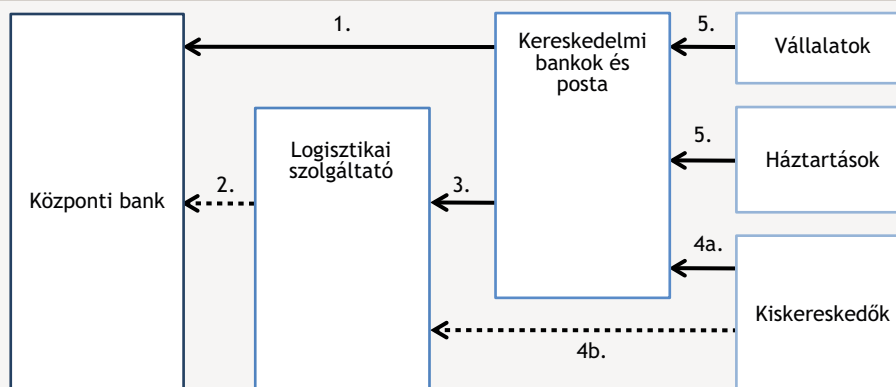 1.
Kereskedelmi
bankok és
posta
5.
Vállalatok
Logisztikai
szolgáltató
5.
Háztartások
Központi bank
2.
3.
4a.
Kiskereskedők
4b.